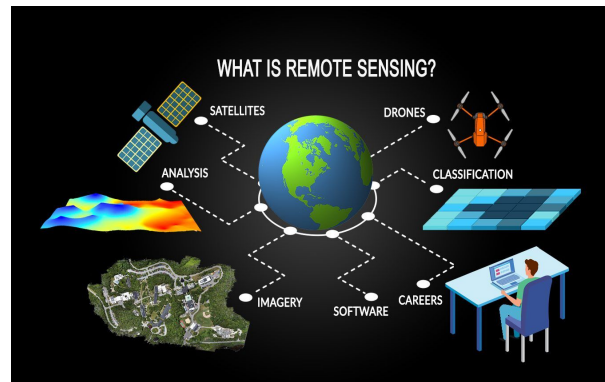 WHAT IS REMOTE SENSING?
SATELLITES
DRONES
ANALYSIS
CLASSIFICATION
IMAGERY
SOFTWARE
CAREERS